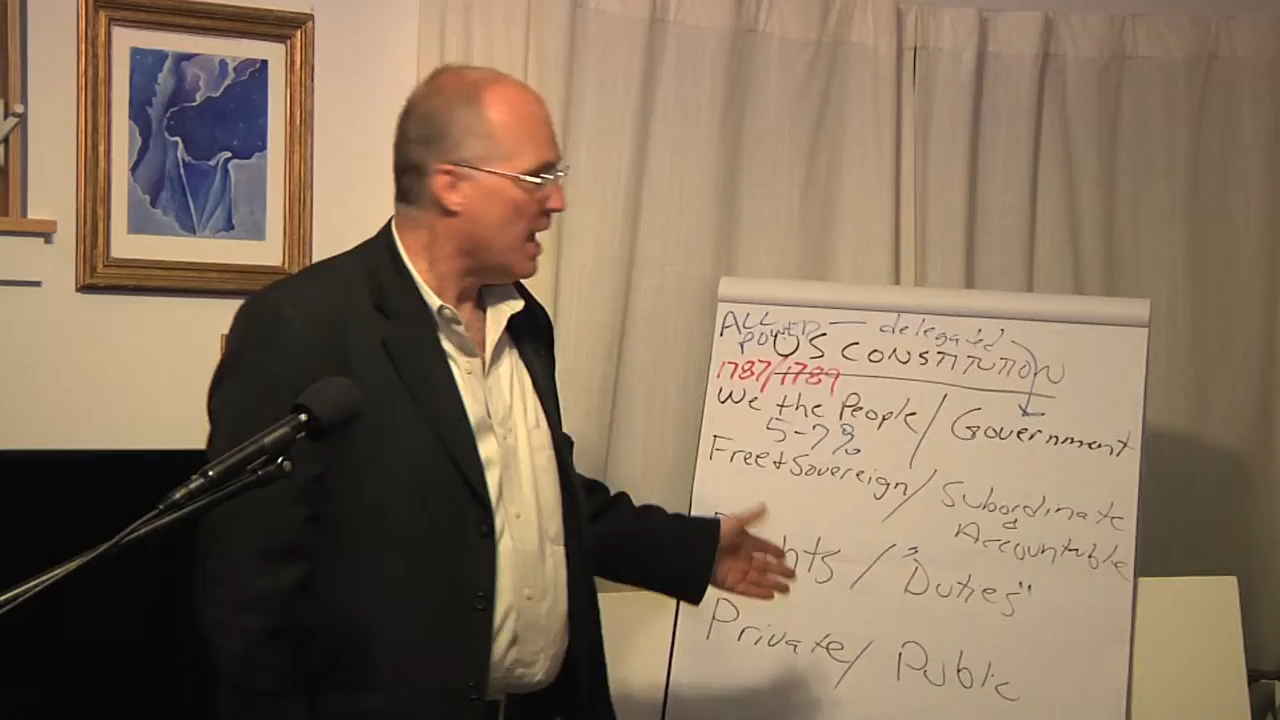 ALL POWER — delegated
US CONSTITUTION
1787/1789
We the People / Government
5-7%
Free & Sovereign / Subordinate
& Accountable
/ "Duties"
Private / Public